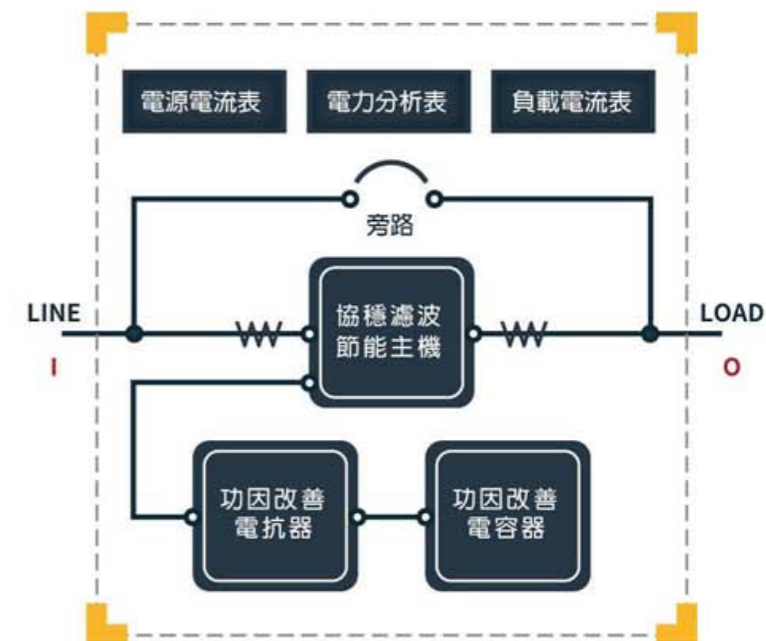 電源電流表
電力分析表
負載電流表
旁路
LINE
I
協穩濾波
節能主機
LOAD
O
功因改善
電抗器
功因改善
電容器